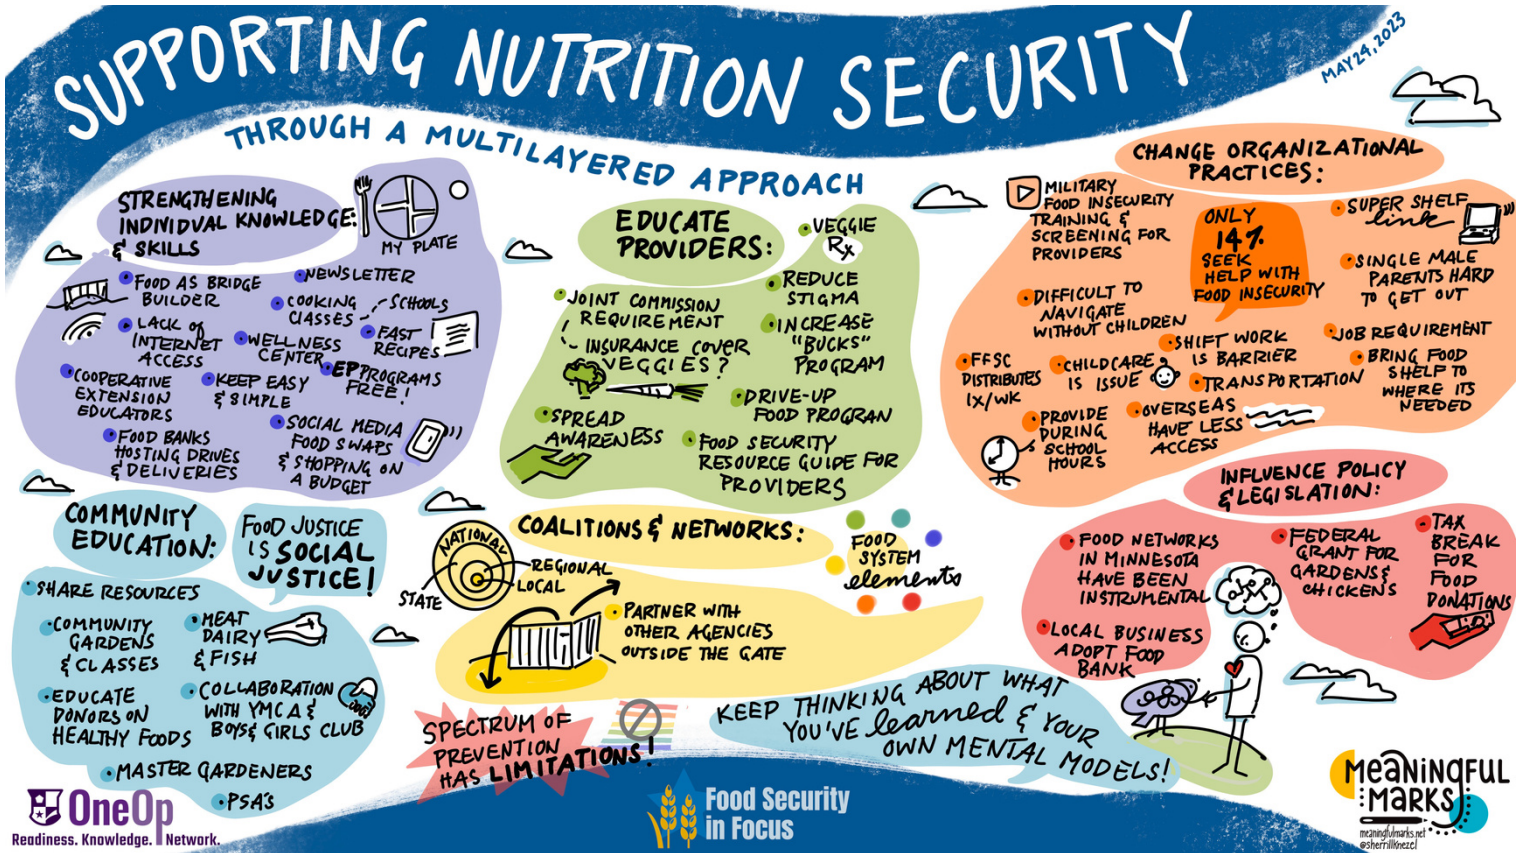 SUPPORTING NUTRITION SECURITY
MAY 24, 2023
THROUGH A MULTILAYERED APPROACH
STRENGTHENING
INDIVIDUAL KNOWLEDGE:
& SKILLS
MY PLATE
FOOD AS BRIDGE
BUILDER
NEWSLETTER
COOKING
CLASSES
SCHOOLS
LACK of
INTERNET
ACCESS
WELLNESS
CENTER
FAST
RECIPES
COOPERATIVE
EXTENSION
EDUCATORS
KEEP EASY
& SIMPLE
EP PROGRAMS
FREE!
FOOD BANKS
HOSTING DRIVES
& DELIVERIES
SOCIAL MEDIA
FOOD SWAPS
& SHOPPING ON
A BUDGET
EDUCATE
PROVIDERS:
VEGGIE
Rx
JOINT COMMISSION
REQUIREMENT
INSURANCE COVER
VEGGIES?
REDUCE
STIGMA
INCREASE
"BUCKS"
PROGRAM
DRIVE-UP
FOOD PROGRAN
SPREAD
AWARENESS
FOOD SECURITY
RESOURCE GUIDE FOR
PROVIDERS
CHANGE ORGANIZATIONAL
PRACTICES:
MILITARY
FOOD INSECURITY
TRAINING &
SCREENING FOR
PROVIDERS
ONLY
14%
SEEK
HELP WITH
FOOD INSECURITY
SUPER SHELF
link
SINGLE MALE
PARENTS HARD
TO GET OUT
DIFFICULT TO
NAVIGATE
WITHOUT CHILDREN
SHIFT WORK
IS BARRIER
JOB REQUIREMENT
FFSC
DISTRIBUTES
1X/WK
CHILDCARE
IS ISSUE
TRANSPORTATION
BRING FOOD
SHELF TO
WHERE ITS
NEEDED
PROVIDE
DURING
SCHOOL
HOURS
OVERSEAS
HAVE LESS
ACCESS
COMMUNITY
EDUCATION:
FOOD JUSTICE
IS SOCIAL
JUSTICE!
SHARE RESOURCES
COMMUNITY
GARDENS
& CLASSES
MEAT
DAIRY
& FISH
EDUCATE
DONORS ON
HEALTHY FOODS
COLLABORATION
WITH YMCA &
BOYS & GIRLS CLUB
MASTER GARDENERS
PSA'S
COALITIONS & NETWORKS:
NATIONAL
REGIONAL
LOCAL
STATE
PARTNER WITH
OTHER AGENCIES
OUTSIDE THE GATE
FOOD
SYSTEM
elements
INFLUENCE POLICY
& LEGISLATION:
FOOD NETWORKS
IN MINNESOTA
HAVE BEEN
INSTRUMENTAL
FEDERAL
GRANT FOR
GARDENS &
CHICKENS
TAX
BREAK
FOR
FOOD
DONATIONS
LOCAL BUSINESS
ADOPT FOOD
BANK
SPECTRUM OF
PREVENTION
HAS LIMITATIONS!
KEEP THINKING ABOUT WHAT
YOU'VE learned & YOUR
OWN MENTAL MODELS!
OneOp
Readiness. Knowledge. Network.
Food Security
in Focus
MeaNiNGFUL
MARKS
meaningfulmarks.net
@sherrillknezel